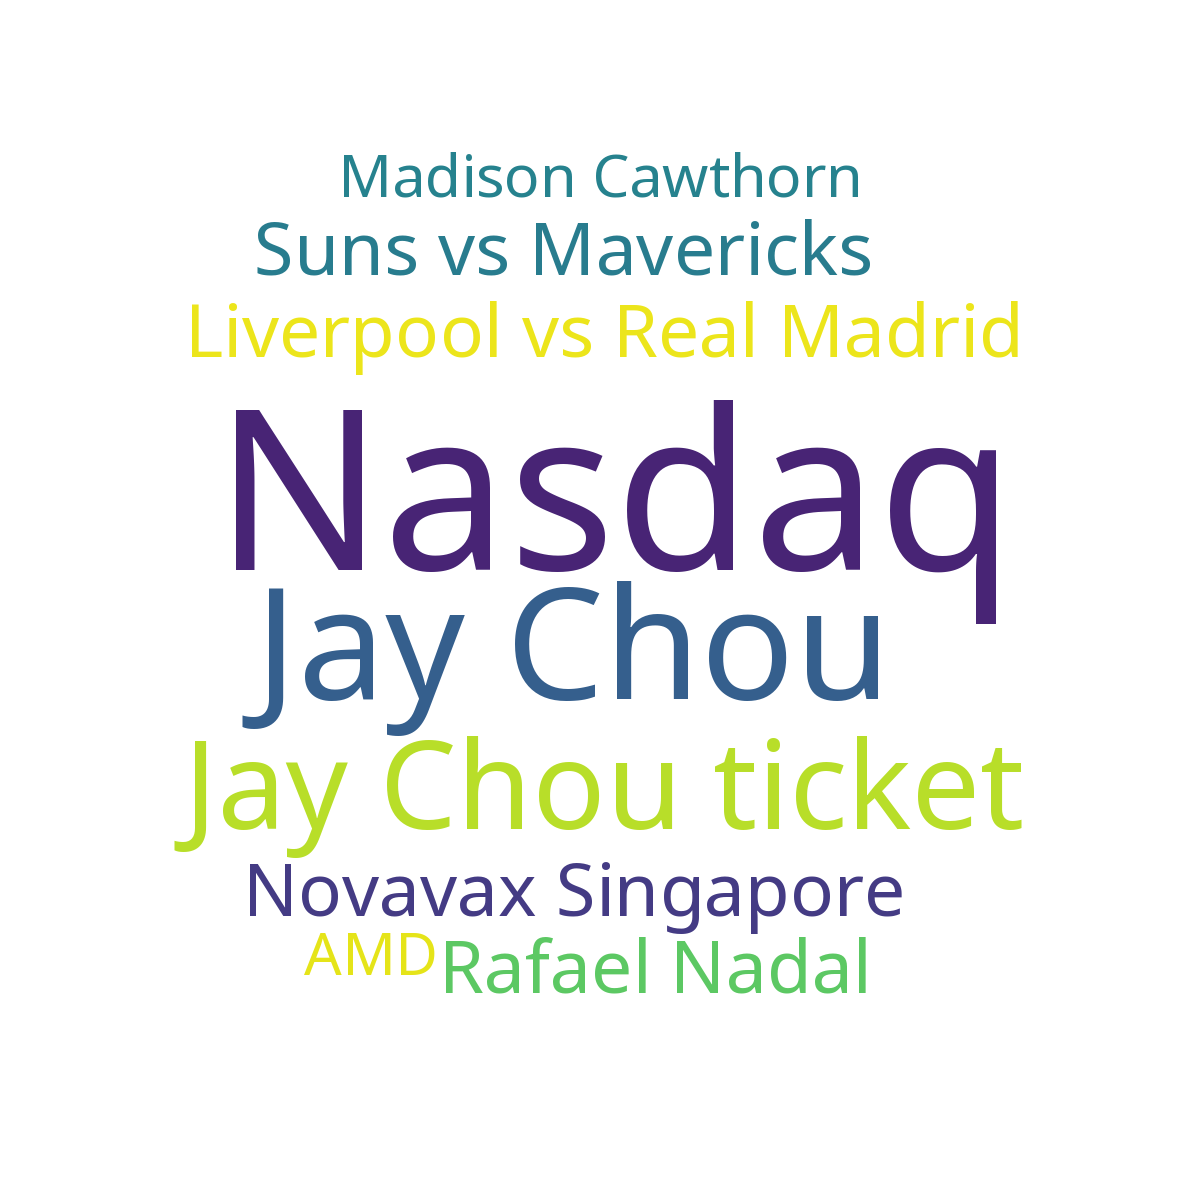 Madison Cawthorn
Suns vs Mavericks
Liverpool vs Real Madrid
Nasdaq
Jay Chou
Jay Chou ticket
Novavax Singapore
AMD
Rafael Nadal